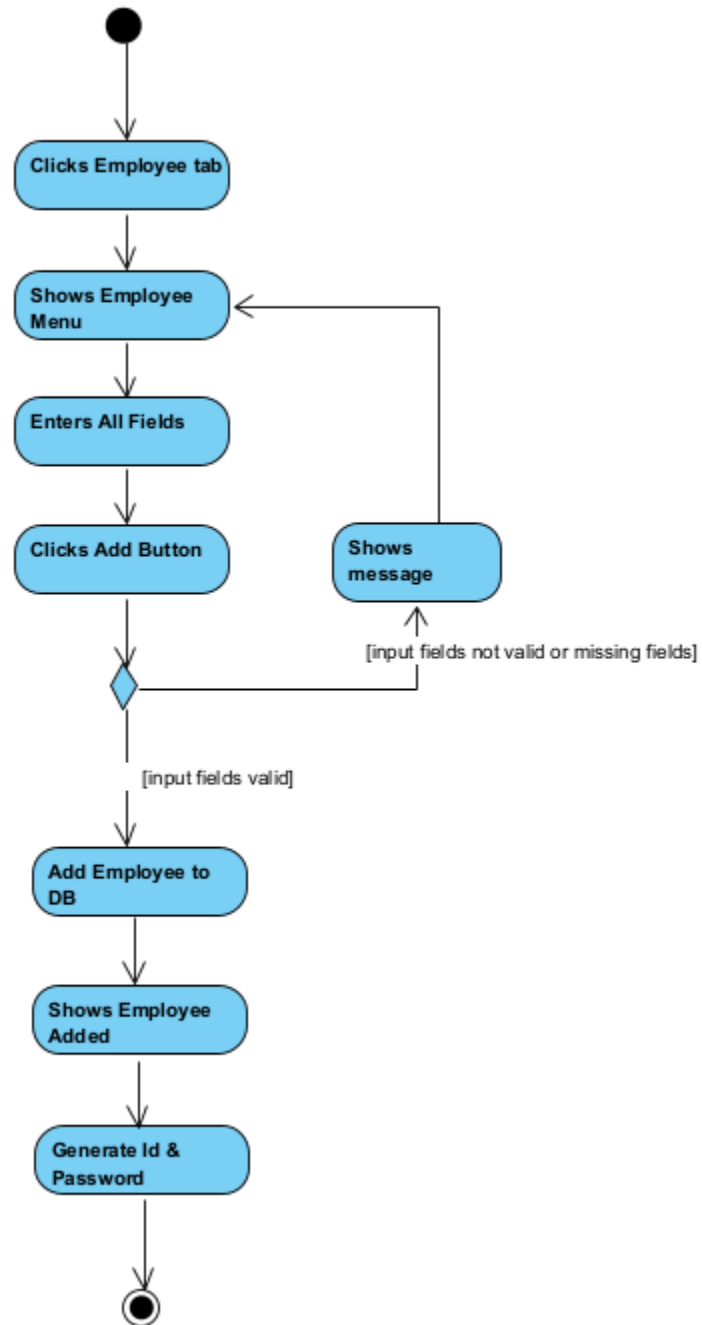 Clicks Employee tab
Shows Employee
Menu
Enters All Fields
Clicks Add Button
Shows
message
[input fields not valid or missing fields]
[input fields valid]
Add Employee to
DB
Shows Employee
Added
Generate Id &
Password